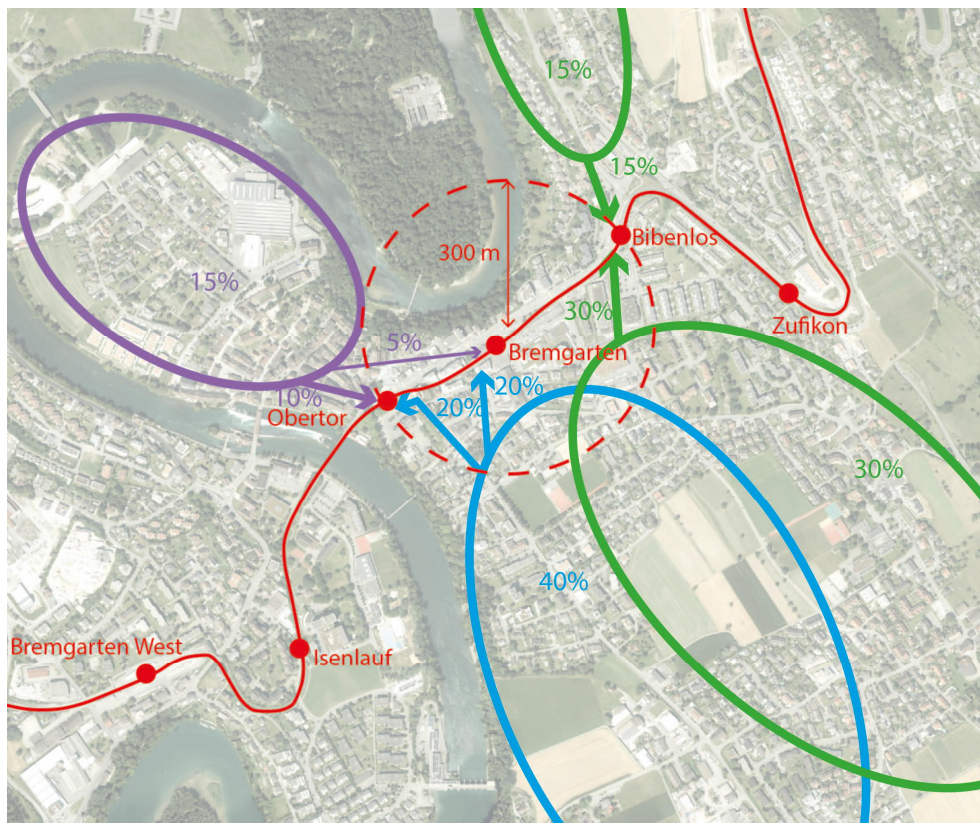 15%
15%
Bibenlos
300 m
15%
30%
Zufikon
5%
Bremgarten
10%
20%
20%
Obertor
30%
40%
Bremgarten West
Isenlauf